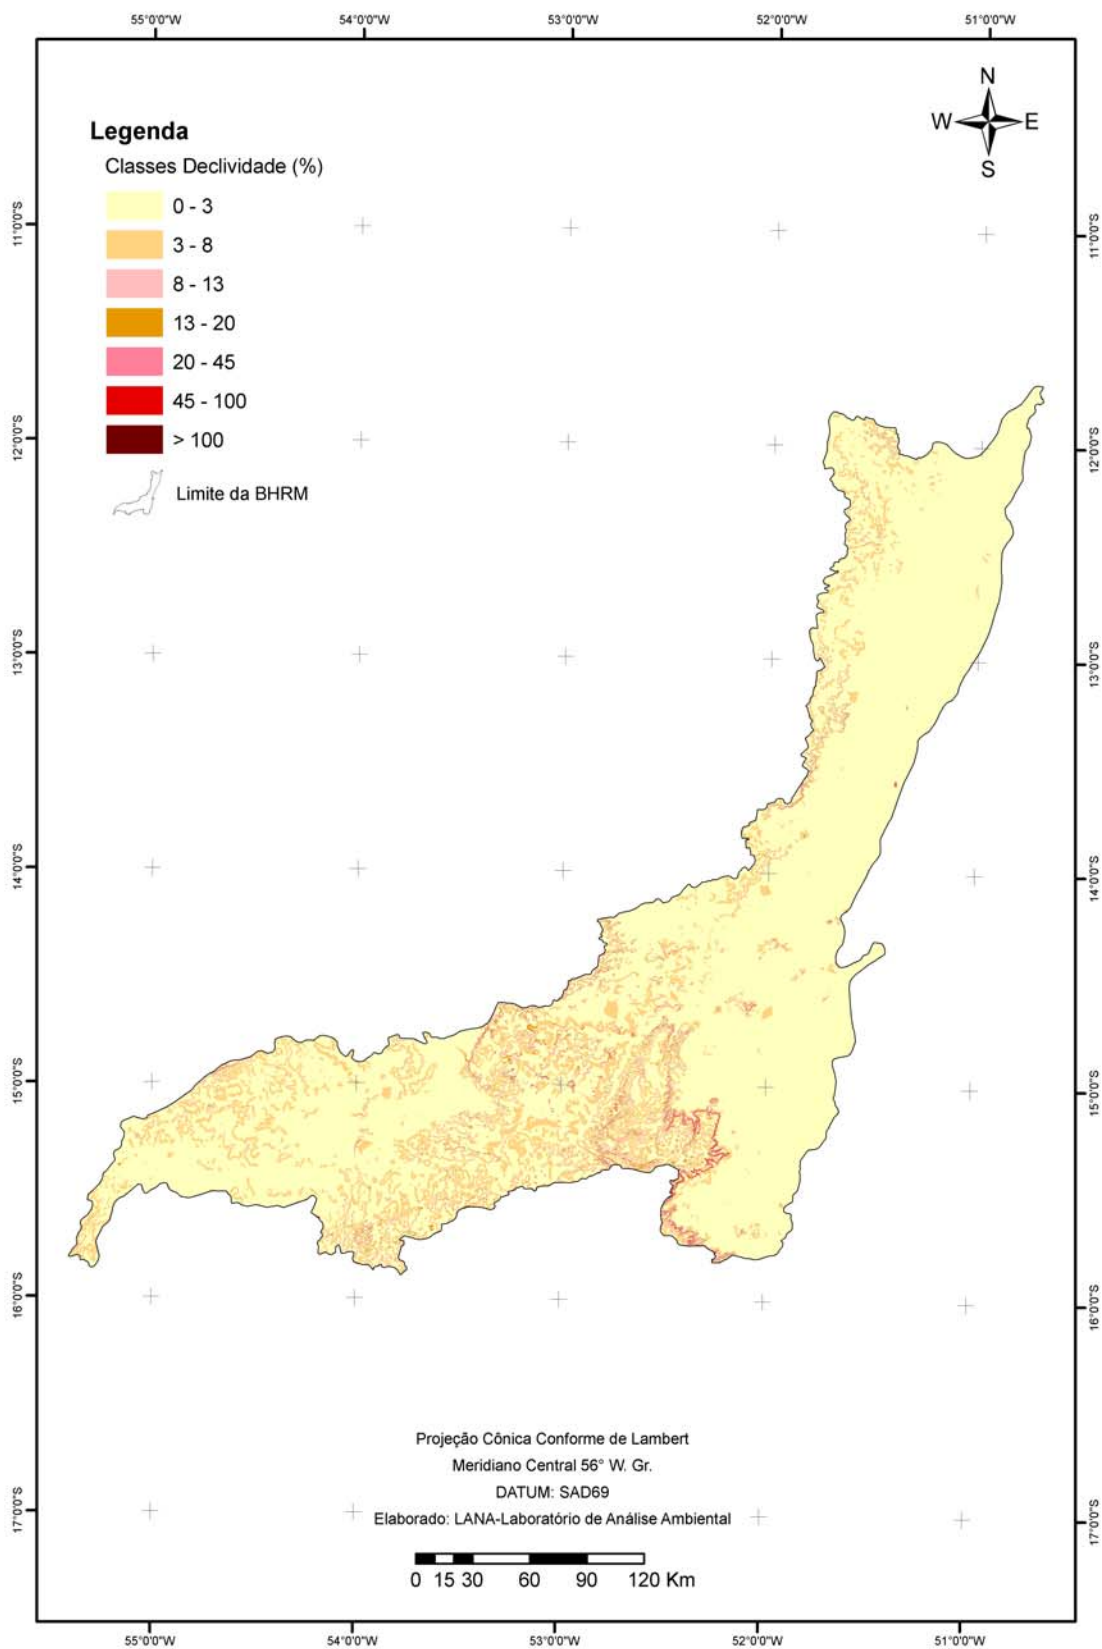 55°0'0"W 54°0'0"W 53°0'0"W 52°0'0"W 51°0'0"W
N
W E
S
Legenda
Classes Declividade (%)
0 - 3
3 - 8
8 - 13
13 - 20
20 - 45
45 - 100
> 100
Limite da BHRM
11°0'0"S 11°0'0"S
12°0'0"S 12°0'0"S
13°0'0"S 13°0'0"S
14°0'0"S 14°0'0"S
15°0'0"S 15°0'0"S
16°0'0"S 16°0'0"S
17°0'0"S 17°0'0"S
Projeção Cônica Conforme de Lambert
Meridiano Central 56° W. Gr.
DATUM: SAD69
Elaborado: LANA-Laboratório de Análise Ambiental
0 15 30 60 90 120 Km
55°0'0"W 54°0'0"W 53°0'0"W 52°0'0"W 51°0'0"W